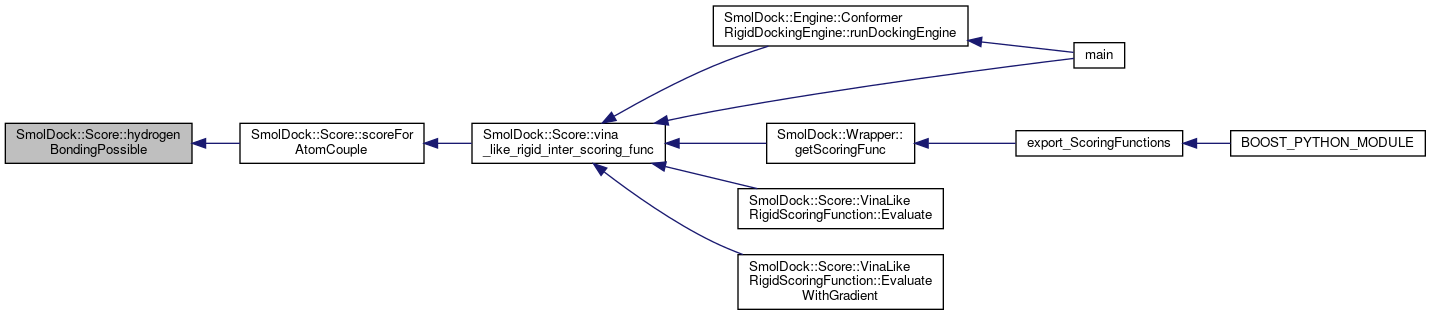 SmolDock::Score::hydrogen
BondingPossible
SmolDock::Score::scoreFor
AtomCouple
SmolDock::Score::vina
_like_rigid_inter_scoring_func
SmolDock::Engine::Conformer
RigidDockingEngine::runDockingEngine
main
SmolDock::Wrapper::
getScoringFunc
export_ScoringFunctions
BOOST_PYTHON_MODULE
SmolDock::Score::VinaLike
RigidScoringFunction::Evaluate
SmolDock::Score::VinaLike
RigidScoringFunction::Evaluate
WithGradient